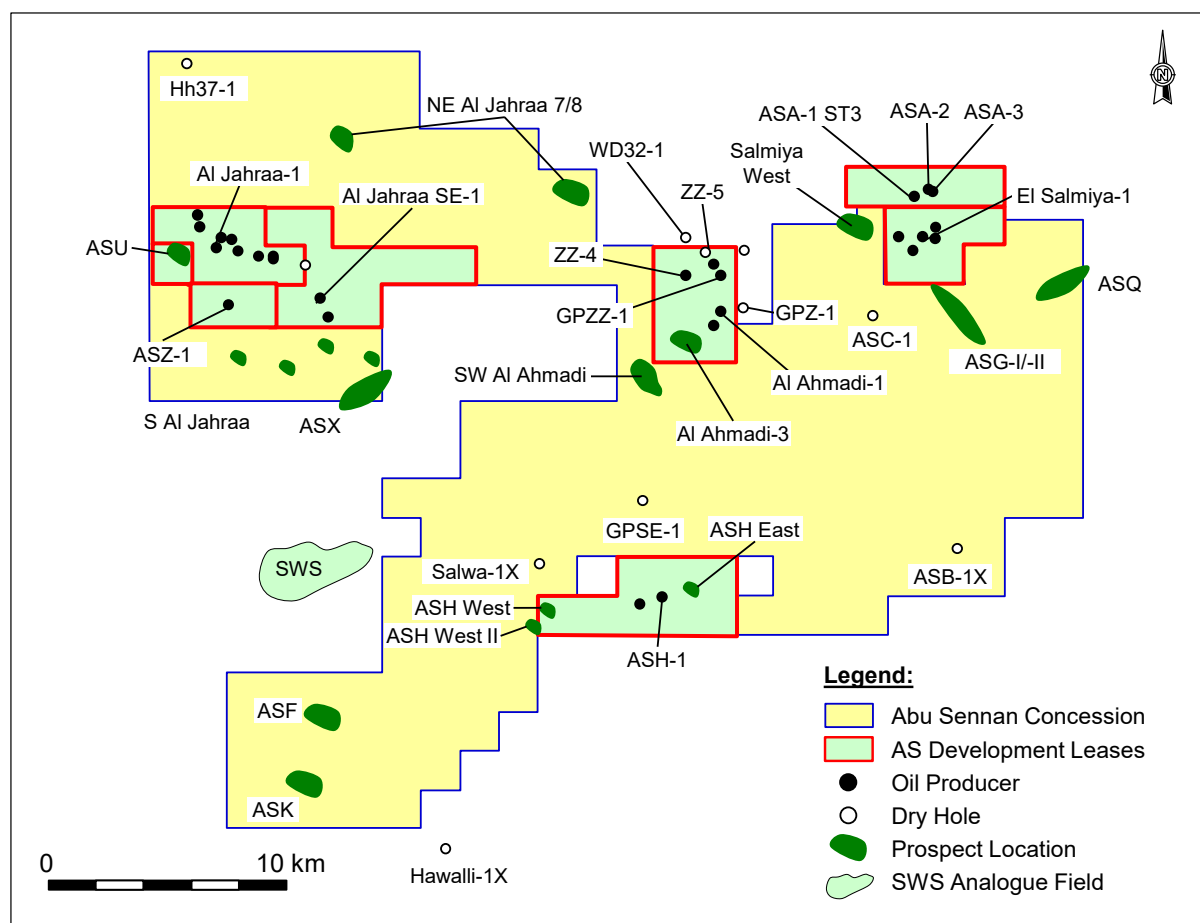 N
Hh37-1
NE Al Jahraa 7/8
ASA-1 ST3
ASA-2
ASA-3
WD32-1
Salmiya
West
Al Jahraa-1
Al Jahraa SE-1
ZZ-5
El Salmiya-1
ASU
ZZ-4
ASQ
GPZZ-1
GPZ-1
ASC-1
ASZ-1
ASG-I/-II
SW Al Ahmadi
Al Ahmadi-1
S Al Jahraa
ASX
Al Ahmadi-3
GPSE-1
ASH East
SWS
Salwa-1X
ASB-1X
ASH West
ASH West II
ASH-1
ASF
ASK
Hawalli-1X
0
10 km
Legend:
Abu Sennan Concession
AS Development Leases
Oil Producer
Dry Hole
Prospect Location
SWS Analogue Field